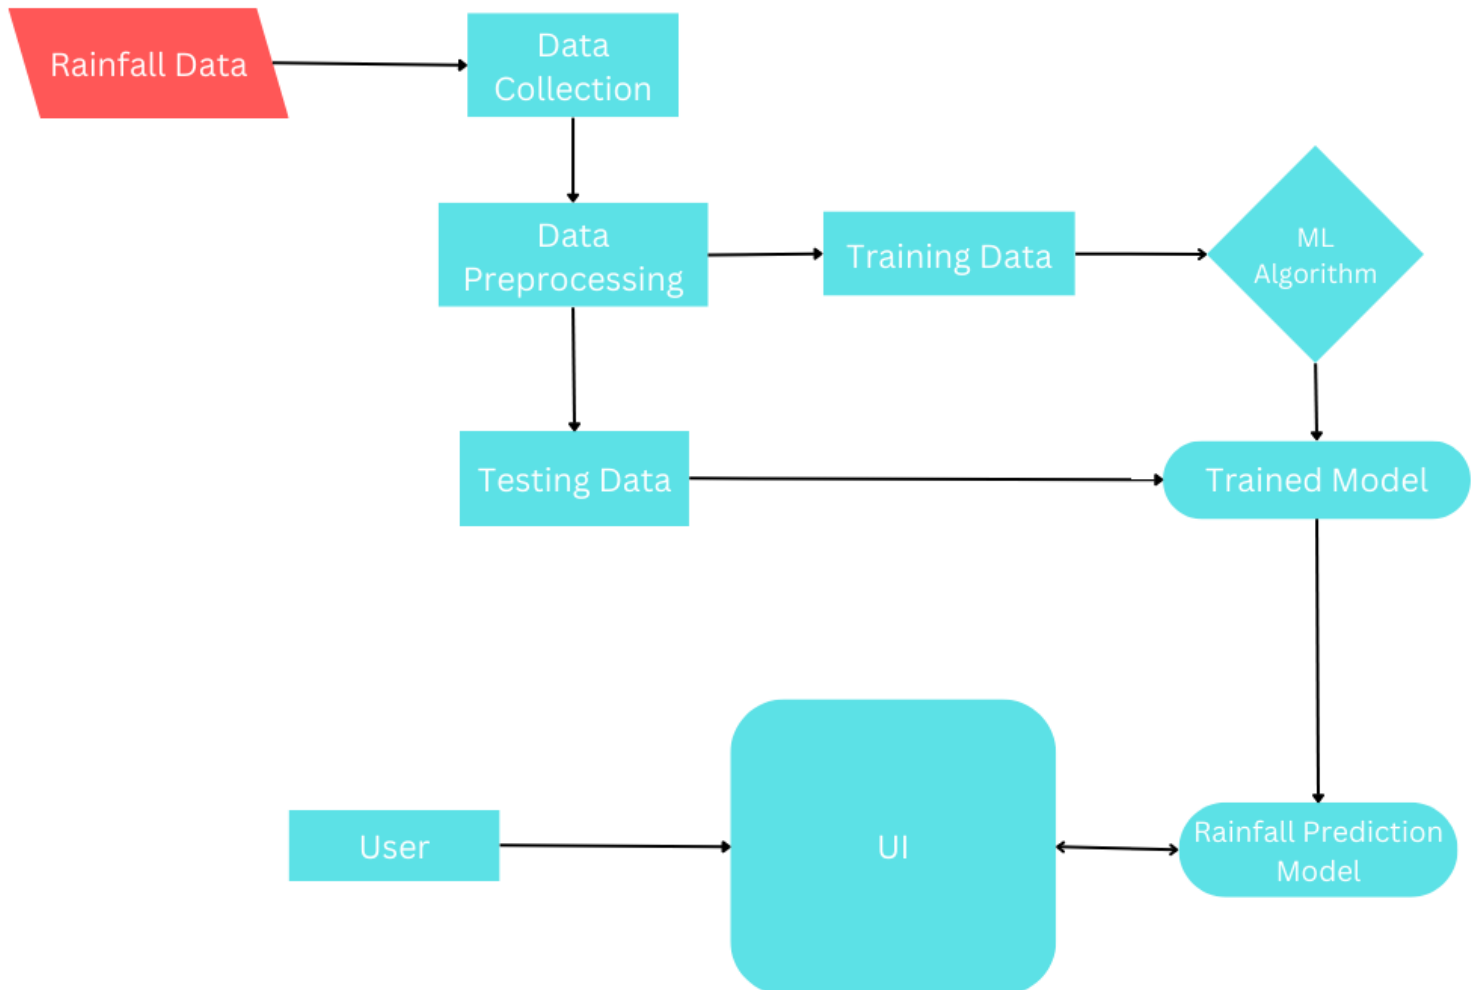 Rainfall Data
Data
Collection
Data
Preprocessing
Training Data
ML
Algorithm
Testing Data
Trained Model
User
UI
Rainfall Prediction
Model